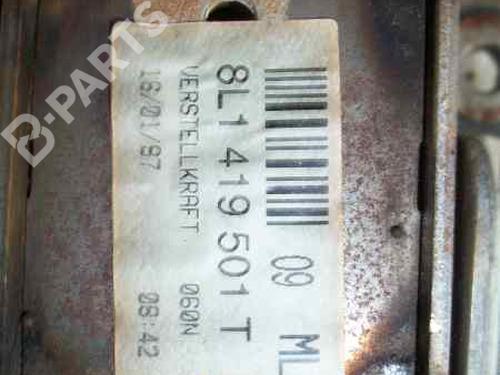 B-PARTS
09 ML
8L1 419 501 T
VERSTELLKRAFT 060N
16/01/97 08:42